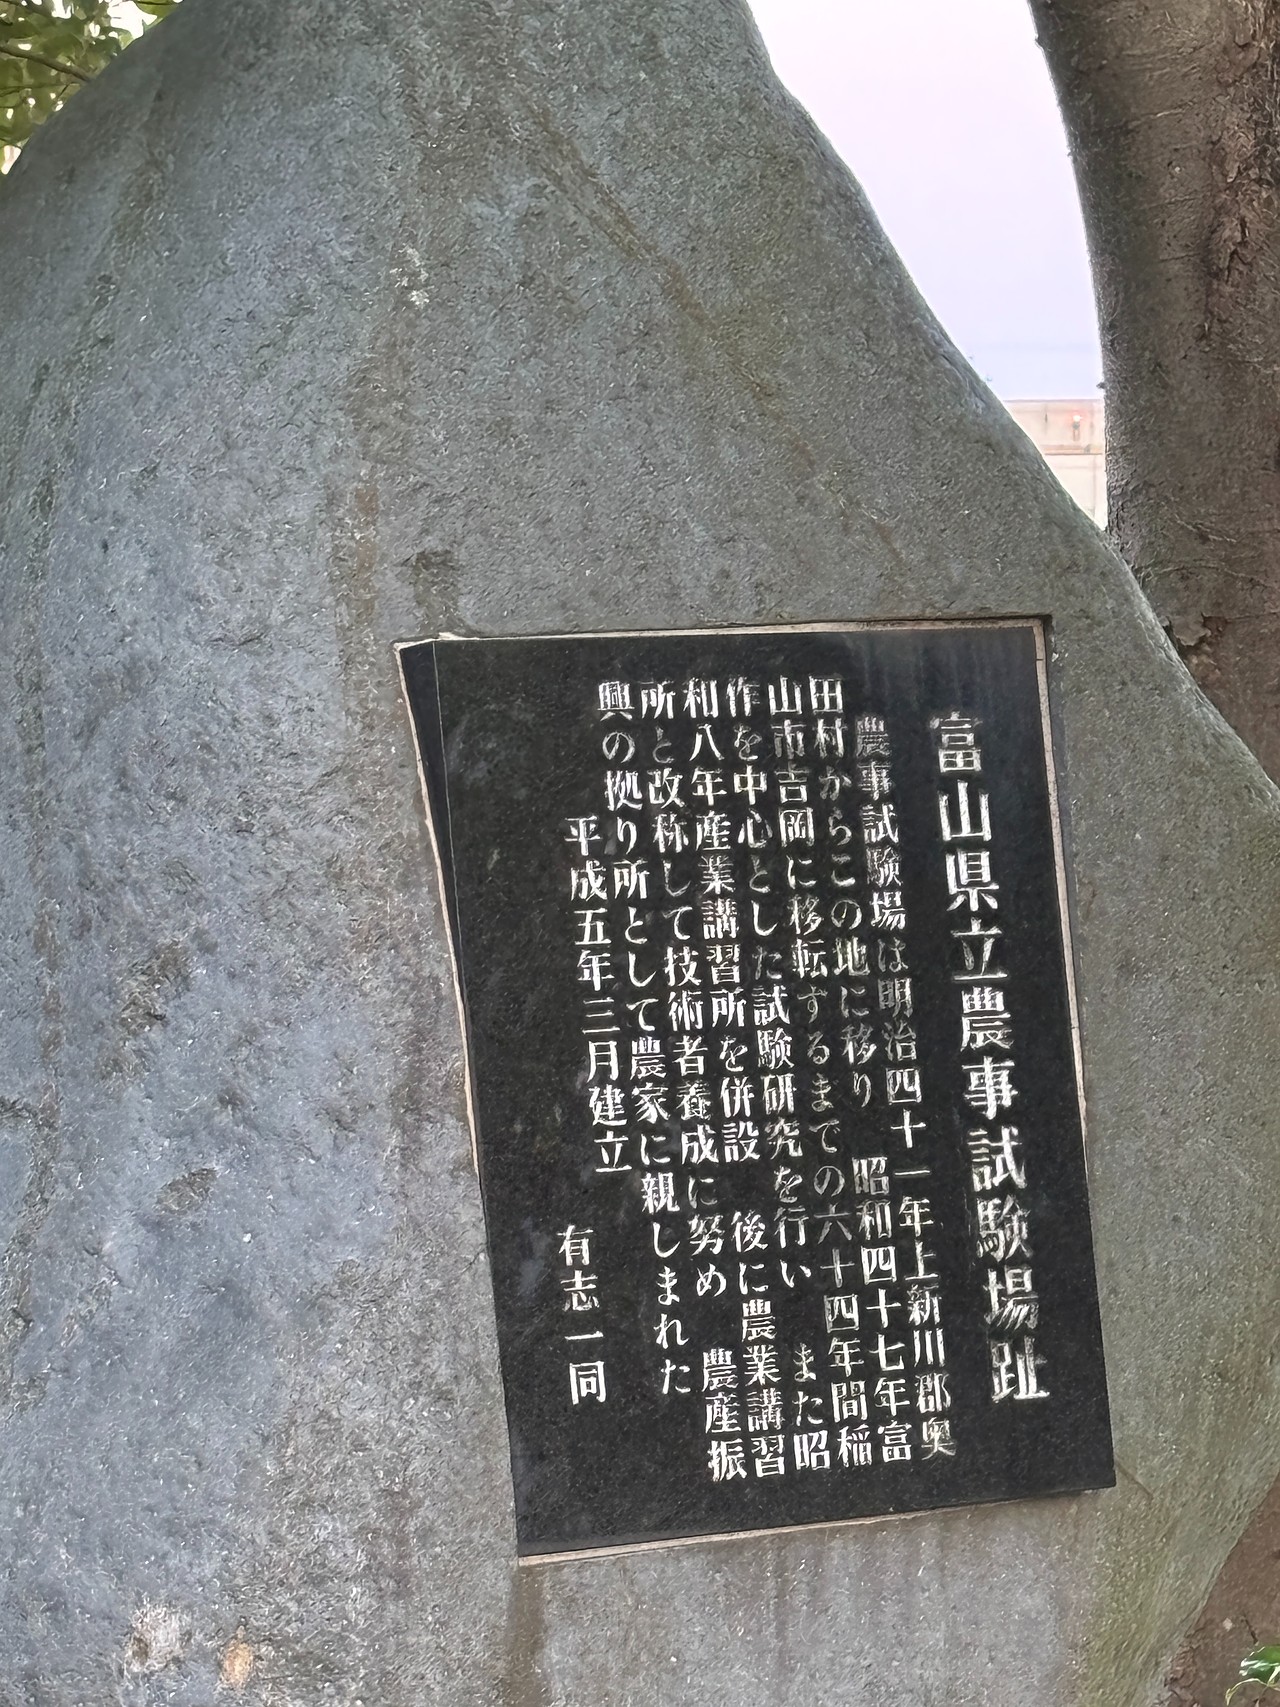 富山県立農事試験場趾
農事試験場は明治四十一年上新川郡奥
田村からこの地に移り 昭和四十七年富
山市吉岡に移転するまでの六十四年間稲
作を中心とした試験研究を行い また昭
和八年産業講習所を併設 後に農業講習
所と改称して技術者養成に努め 農産振
興の拠り所として農家に親しまれた
平成五年三月建立
有志一同